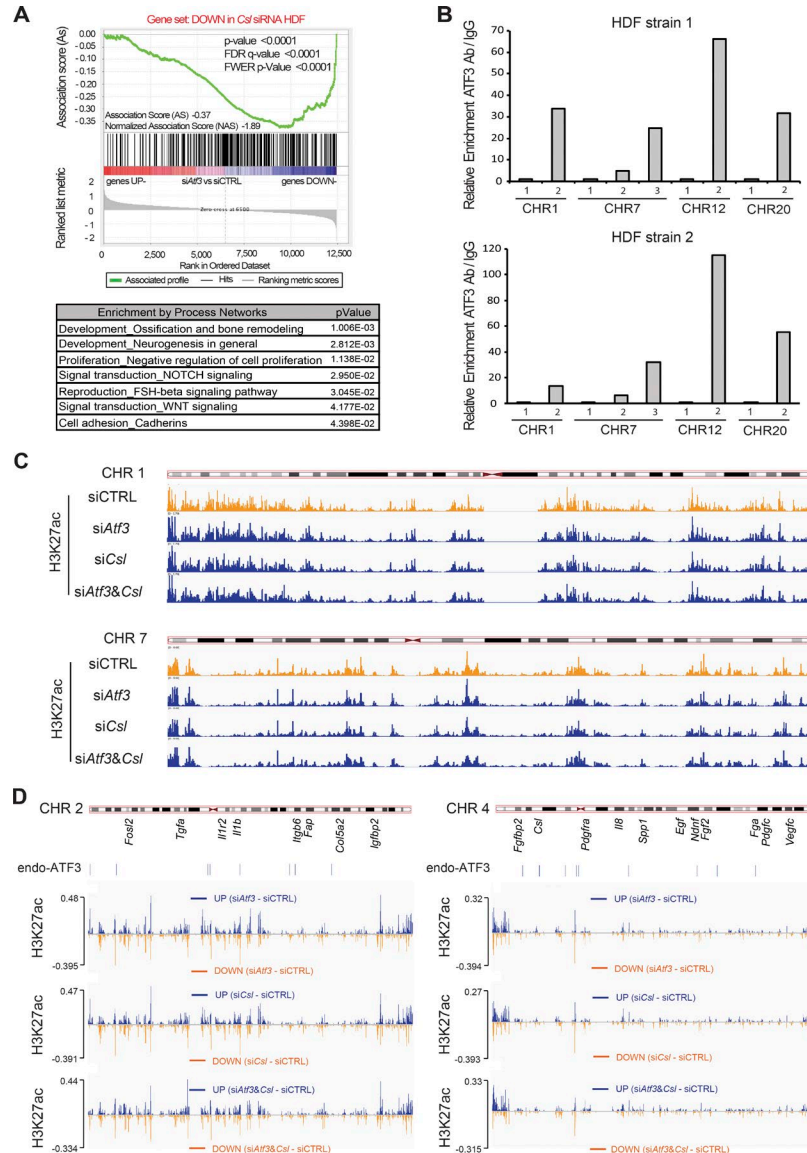 A
Gene set: DOWN in Csl siRNA HDF
Association score (As)
0.00
-0.05
-0.10
-0.15
-0.20
-0.25
-0.30
-0.35
p-value <0.0001
FDR q-value <0.0001
FWER p-Value <0.0001
Association Score (AS) -0.37
Normalized Association Score (NAS) -1.89
genes UP-
siAtf3 vs siCTRL
genes DOWN-
Ranked list metric
2
1
0
-1
-2
Zero cross at 6500
0
2,500
5,000
7,500
10,000
12,500
Rank in Ordered Dataset
Associated profile
Hits
Ranking metric scores
Enrichment by Process Networks pValue
Development_Ossification and bone remodeling 1.006E-03
Development_Neurogenesis in general 2.812E-03
Proliferation_Negative regulation of cell proliferation 1.138E-02
Signal transduction_NOTCH signaling 2.950E-02
Reproduction_FSH-beta signaling pathway 3.045E-02
Signal transduction_WNT signaling 4.177E-02
Cell adhesion_Cadherins 4.398E-02
B
HDF strain 1
Relative Enrichment ATF3 Ab / IgG
70
60
50
40
30
20
10
0
1 2 1 2 3 1 2 1 2
CHR1 CHR7 CHR12 CHR20
HDF strain 2
Relative Enrichment ATF3 Ab / IgG
120
100
80
60
40
20
0
1 2 1 2 3 1 2 1 2
CHR1 CHR7 CHR12 CHR20
C
CHR 1
H3K27ac
siCTRL
siAtf3
siCsl
siAtf3&Csl
CHR 7
H3K27ac
siCTRL
siAtf3
siCsl
siAtf3&Csl
D
CHR 2
Fosl2
Tgfa
Il1r2
Il1b
Itgb6
Fap
Col5a2
Igfbp2
endo-ATF3
H3K27ac
0.48
-0.395
UP (siAtf3 - siCTRL)
DOWN (siAtf3 - siCTRL)
H3K27ac
0.47
-0.391
UP (siCsl - siCTRL)
DOWN (siCsl - siCTRL)
H3K27ac
0.44
-0.334
UP (siAtf3&Csl - siCTRL)
DOWN (siAtf3&Csl - siCTRL)
CHR 4
Fgfbp2
Csl
Pdgfra
Il8
Spp1
Egf
Ndnf
Fgf2
Fga
Pdgfc
Vegfc
endo-ATF3
H3K27ac
0.32
-0.394
UP (siAtf3 - siCTRL)
DOWN (siAtf3 - siCTRL)
H3K27ac
0.27
-0.393
UP (siCsl - siCTRL)
DOWN (siCsl - siCTRL)
H3K27ac
0.33
-0.315
UP (siAtf3&Csl - siCTRL)
DOWN (siAtf3&Csl - siCTRL)